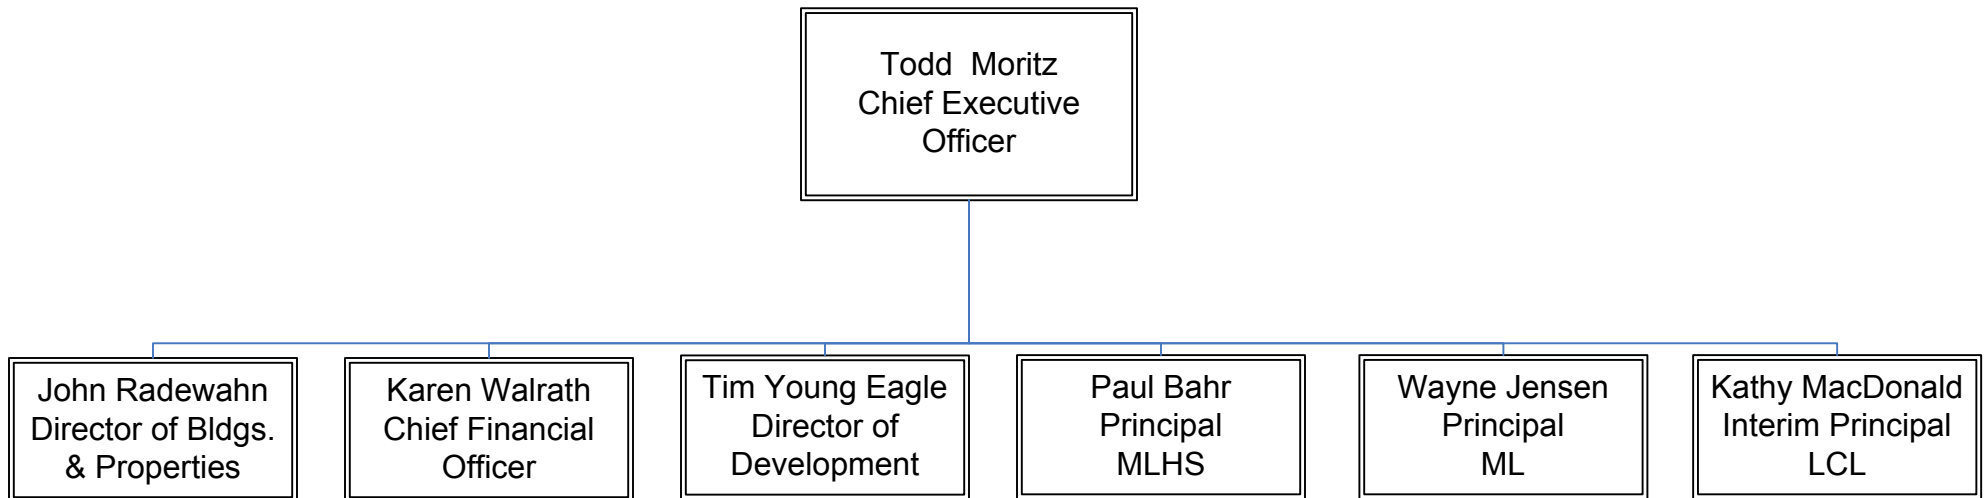 Todd Moritz
Chief Executive
Officer
John Radewahn
Director of Bldgs.
& Properties
Karen Walrath
Chief Financial
Officer
Tim Young Eagle
Director of
Development
Paul Bahr
Principal
MLHS
Wayne Jensen
Principal
ML
Kathy MacDonald
Interim Principal
LCL